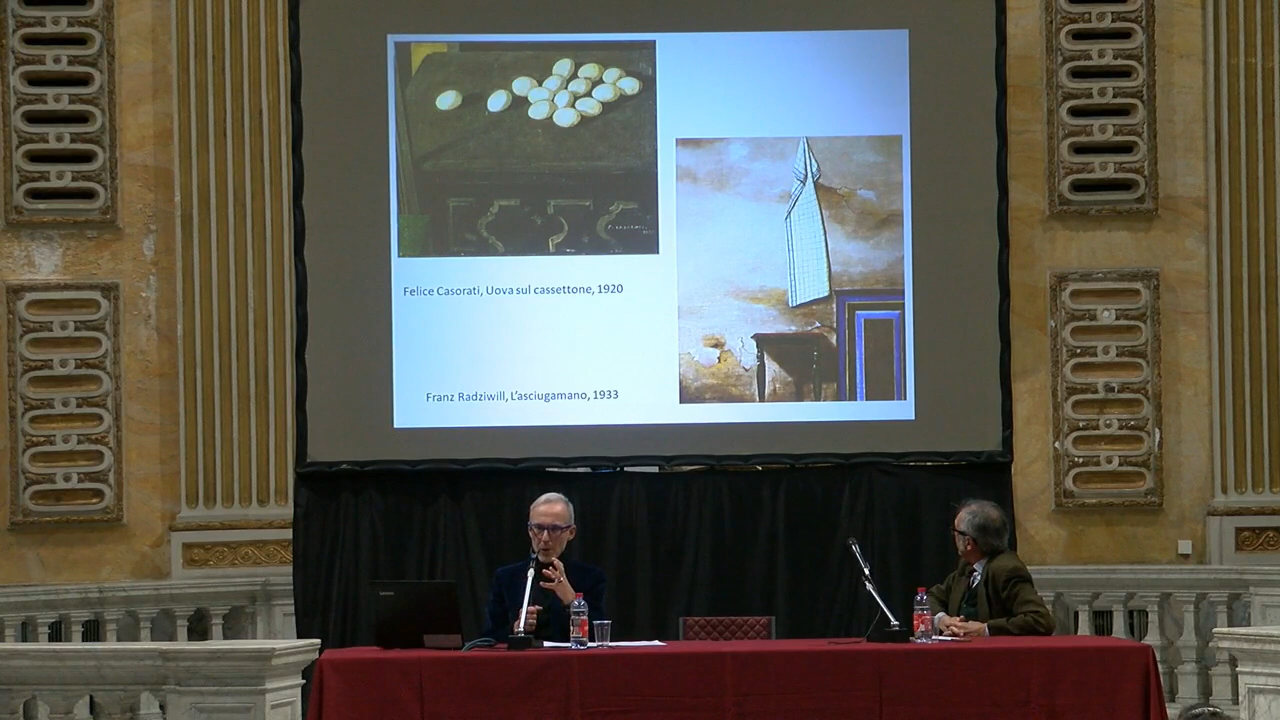 Felice Casorati, Uova sul cassettone, 1920
Franz Radziwill, L'asciugamano, 1933